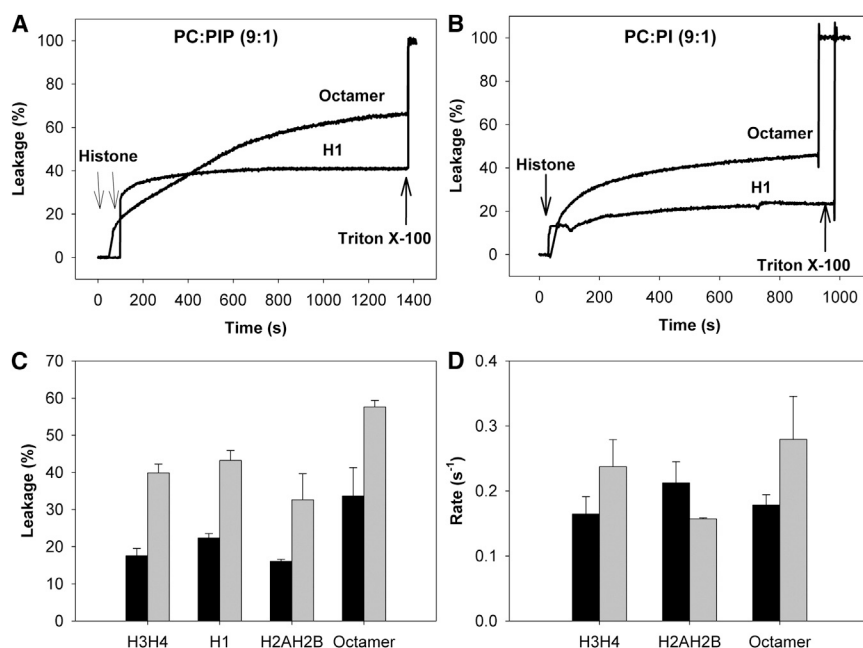 A
PC:PIP (9:1)
100
80
60
40
20
0
Leakage (%)
Octamer
H1
Histone
Triton X-100
0 200 400 600 800 1000 1200 1400
Time (s)
B
PC:PI (9:1)
100
80
60
40
20
0
Leakage (%)
Octamer
Histone
H1
Triton X-100
0 200 400 600 800 1000
Time (s)
C
70
60
50
40
30
20
10
0
Leakage (%)
H3H4 H1 H2AH2B Octamer
D
0.4
0.3
0.2
0.1
0.0
Rate (s⁻¹)
H3H4 H2AH2B Octamer